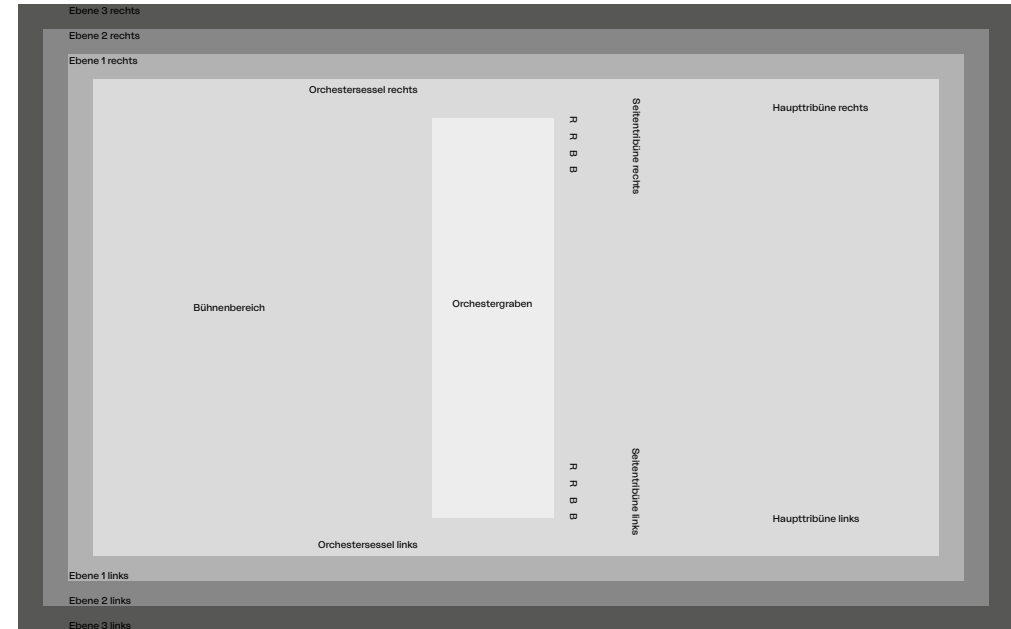 Ebene 3 rechts
Ebene 2 rechts
Ebene 1 rechts
Orchestersessel rechts
Haupttribüne rechts
Seitentribüne rechts
R
R
B
B
Bühnenbereich
Orchestergraben
R
R
B
B
Seitentribüne links
Haupttribüne links
Orchestersessel links
Ebene 1 links
Ebene 2 links
Ebene 3 links